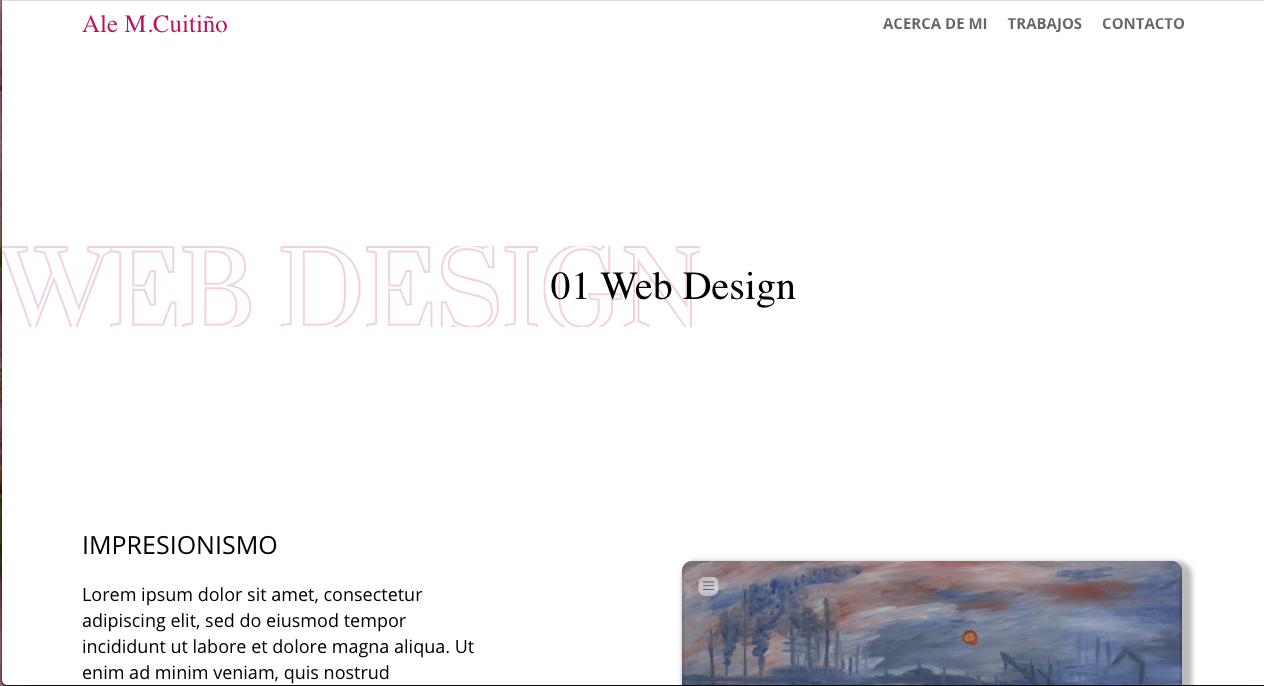 Ale M.Cuitiño
ACERCA DE MI TRABAJOS CONTACTO
WEB DESIGN
01 Web Design
IMPRESIONISMO
Lorem ipsum dolor sit amet, consectetur
adipiscing elit, sed do eiusmod tempor
incididunt ut labore et dolore magna aliqua. Ut
enim ad minim veniam, quis nostrud